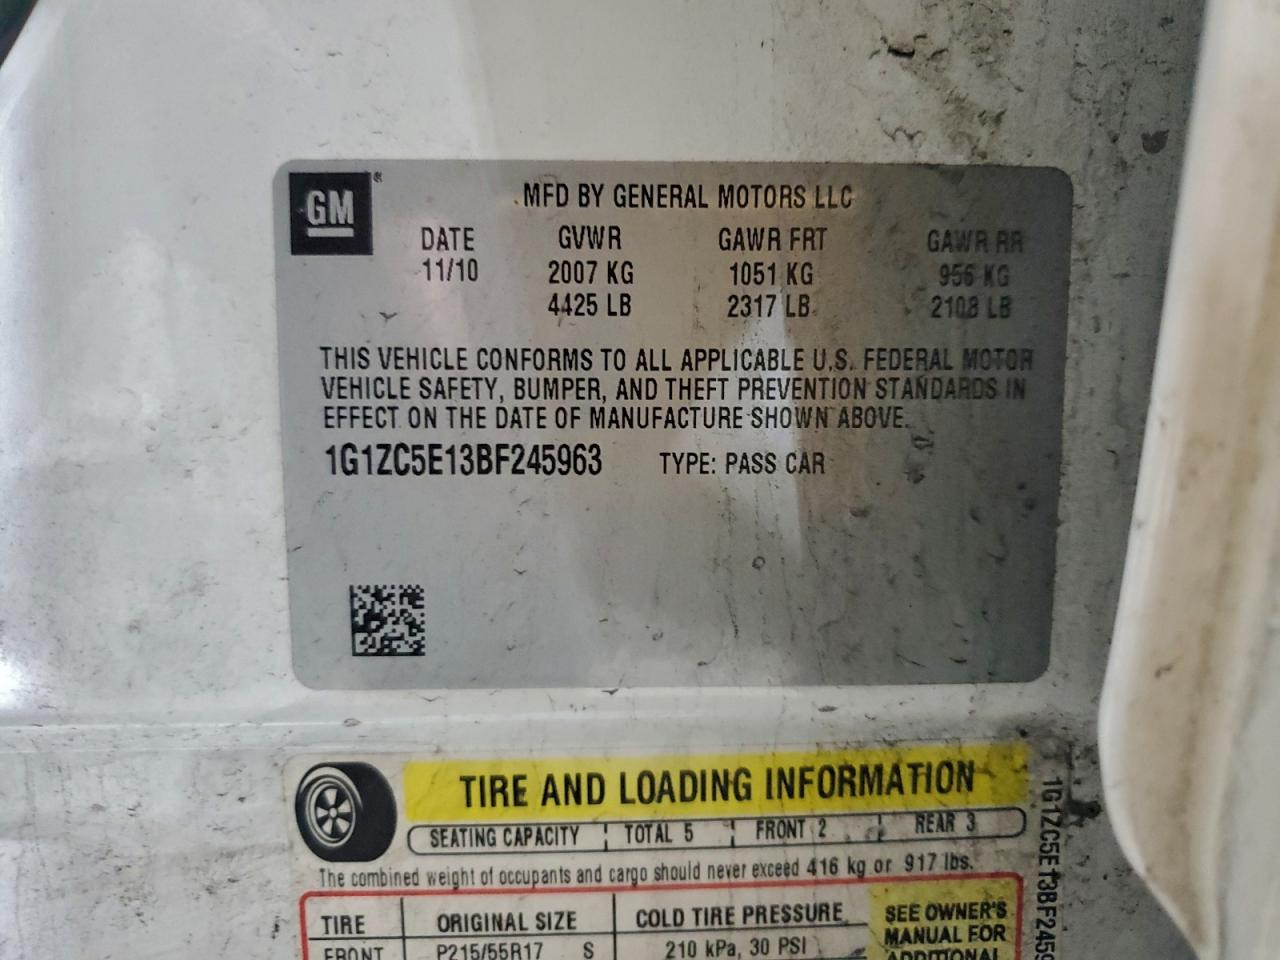 GM®
MFD BY GENERAL MOTORS LLC
DATE GVWR GAWR FRT GAWR RR
11/10 2007 KG 1051 KG 956 KG
4425 LB 2317 LB 2108 LB
THIS VEHICLE CONFORMS TO ALL APPLICABLE U.S. FEDERAL MOTOR
VEHICLE SAFETY, BUMPER, AND THEFT PREVENTION STANDARDS IN
EFFECT ON THE DATE OF MANUFACTURE SHOWN ABOVE.
1G1ZC5E13BF245963 TYPE: PASS CAR
TIRE AND LOADING INFORMATION
SEATING CAPACITY TOTAL 5 FRONT 2 REAR 3
The combined weight of occupants and cargo should never exceed 416 kg or 917 lbs.
TIRE ORIGINAL SIZE COLD TIRE PRESSURE
FRONT P215/55R17 S 210 kPa, 30 PSI
SEE OWNER'S
MANUAL FOR
ADDITIONAL
1G1ZC5E13BF2459